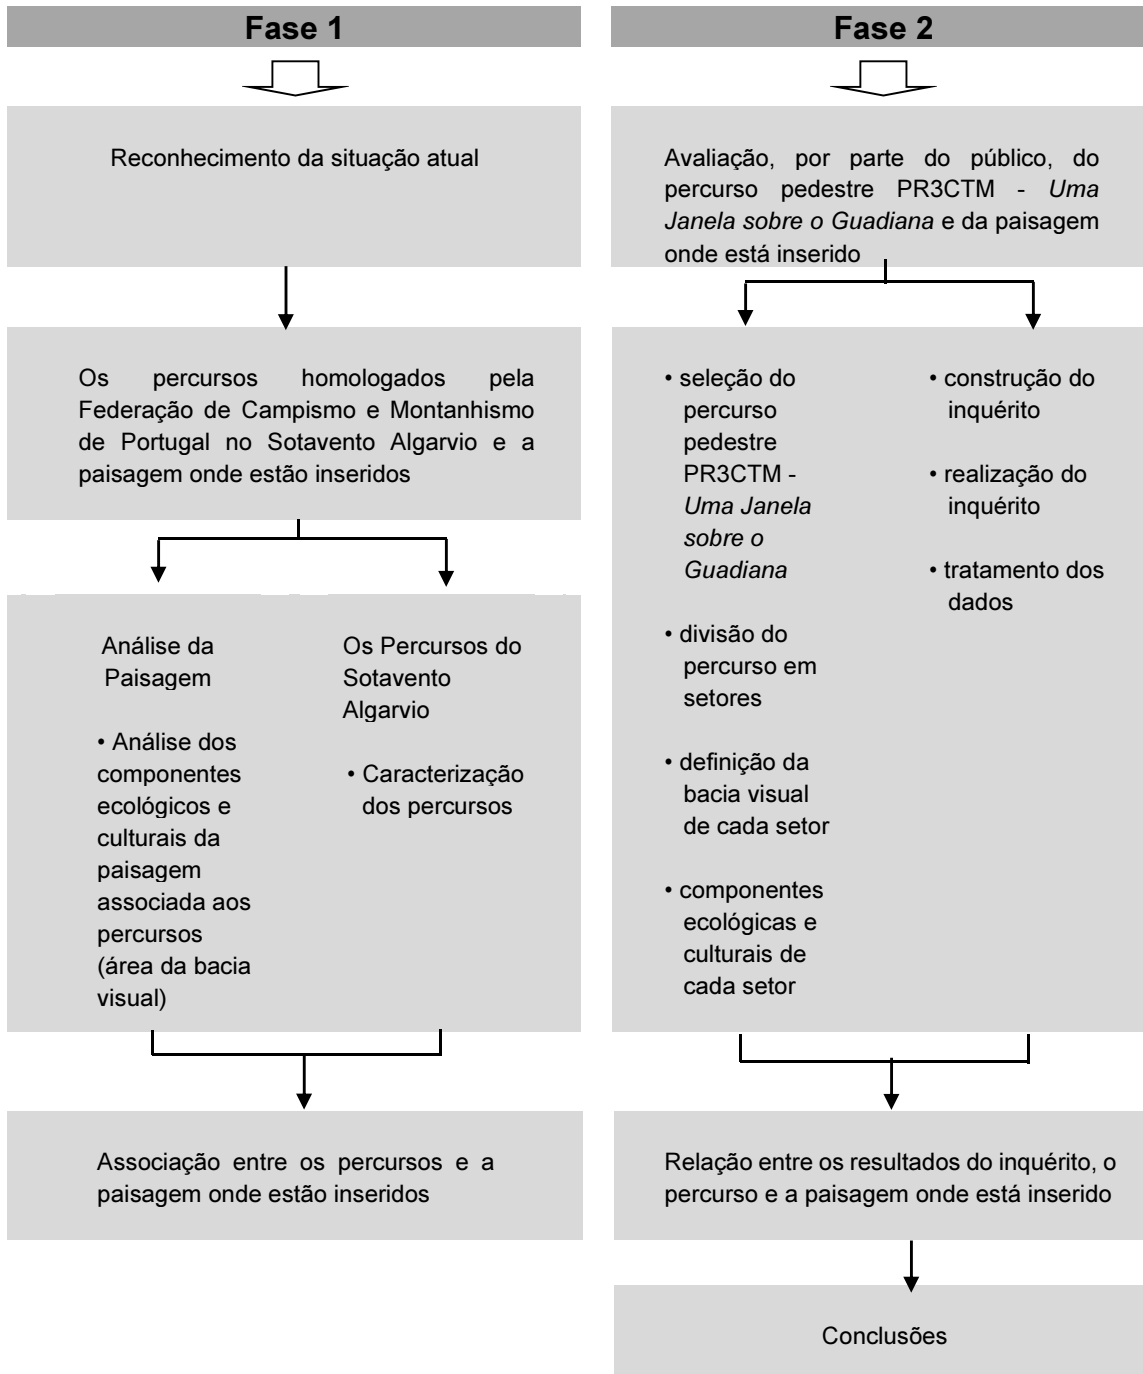 Fase 1
Reconhecimento da situação atual
Os percursos homologados pela
Federação de Campismo e Montanhismo
de Portugal no Sotavento Algarvio e a
paisagem onde estão inseridos
Análise da
Paisagem
• Análise dos
componentes
ecológicos e
culturais da
paisagem
associada aos
percursos
(área da bacia
visual)
Os Percursos do
Sotavento
Algarvio
• Caracterização
dos percursos
Associação entre os percursos e a
paisagem onde estão inseridos
Fase 2
Avaliação, por parte do público, do
percurso pedestre PR3CTM - Uma
Janela sobre o Guadiana e da paisagem
onde está inserido
• seleção do
percurso
pedestre
PR3CTM -
Uma Janela
sobre o
Guadiana
• divisão do
percurso em
setores
• definição da
bacia visual
de cada setor
• componentes
ecológicas e
culturais de
cada setor
• construção do
inquérito
• realização do
inquérito
• tratamento dos
dados
Relação entre os resultados do inquérito, o
percurso e a paisagem onde está inserido
Conclusões